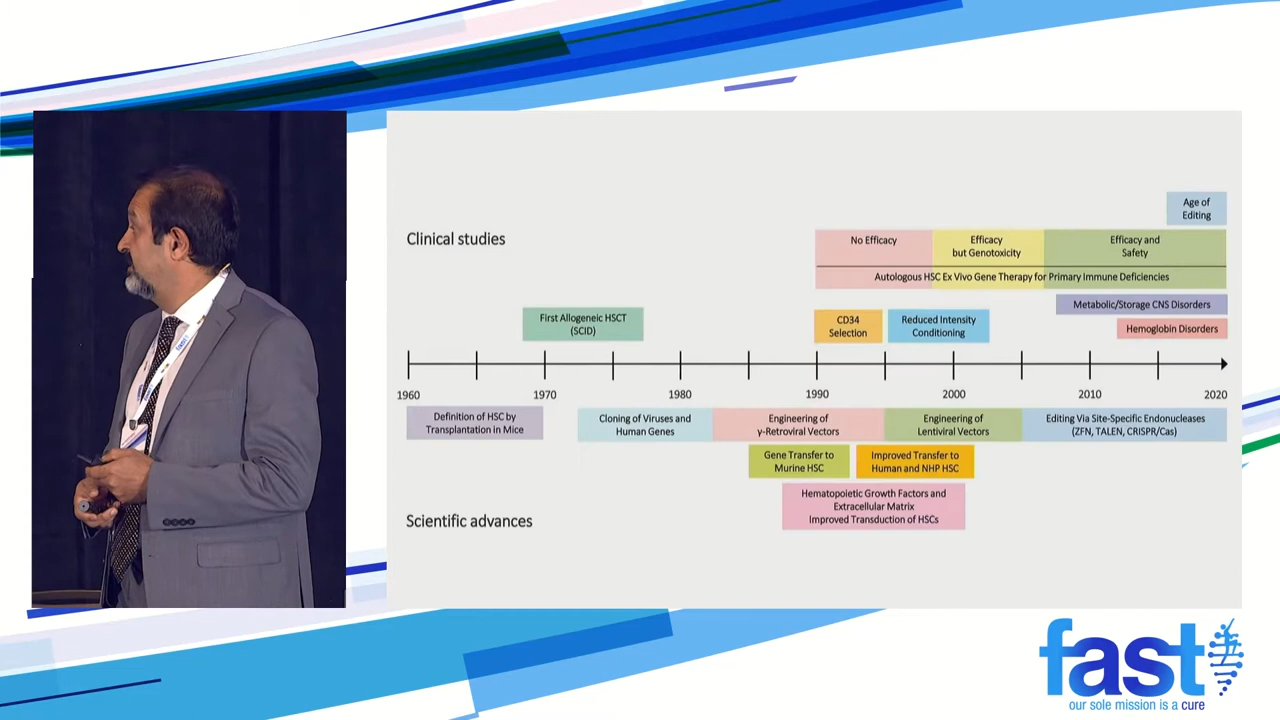 Age of
Editing
Clinical studies
No Efficacy
Efficacy
but Genotoxicity
Efficacy and
Safety
Autologous HSC Ex Vivo Gene Therapy for Primary Immune Deficiencies
Metabolic/Storage CNS Disorders
First Allogeneic HSCT
(SCID)
CD34
Selection
Reduced Intensity
Conditioning
Hemoglobin Disorders
1960
1970
1980
1990
2000
2010
2020
Definition of HSC by
Transplantation in Mice
Cloning of Viruses and
Human Genes
Engineering of
γ-Retroviral Vectors
Engineering of
Lentiviral Vectors
Editing Via Site-Specific Endonucleases
(ZFN, TALEN, CRISPR/Cas)
Gene Transfer to
Murine HSC
Improved Transfer to
Human and NHP HSC
Hematopoietic Growth Factors and
Extracellular Matrix
Improved Transduction of HSCs
Scientific advances
fast
our sole mission is a cure